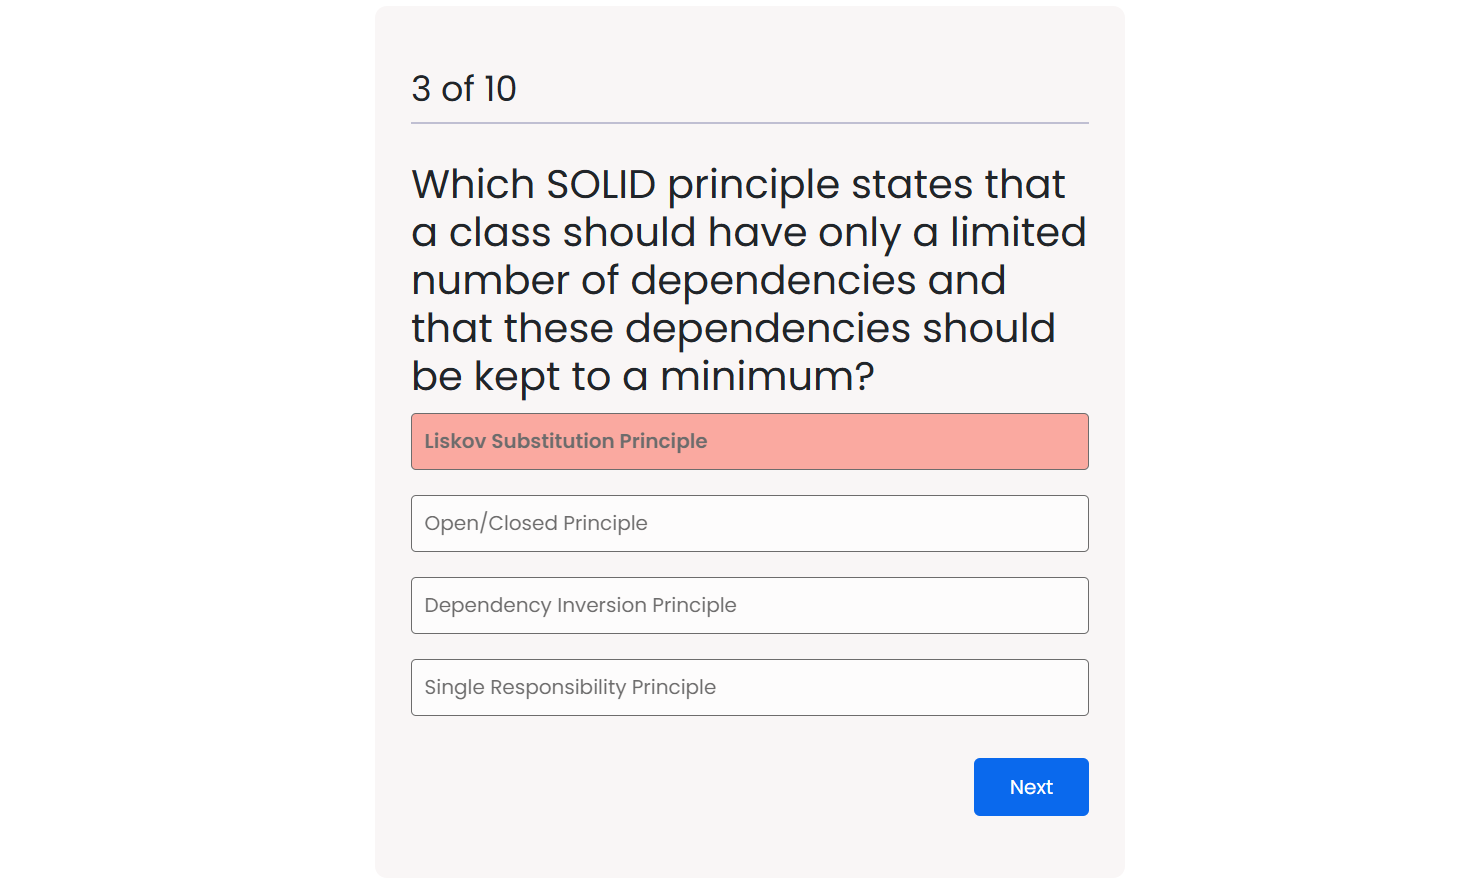 3 of 10
Which SOLID principle states that
a class should have only a limited
number of dependencies and
that these dependencies should
be kept to a minimum?
Liskov Substitution Principle
Open/Closed Principle
Dependency Inversion Principle
Single Responsibility Principle
Next